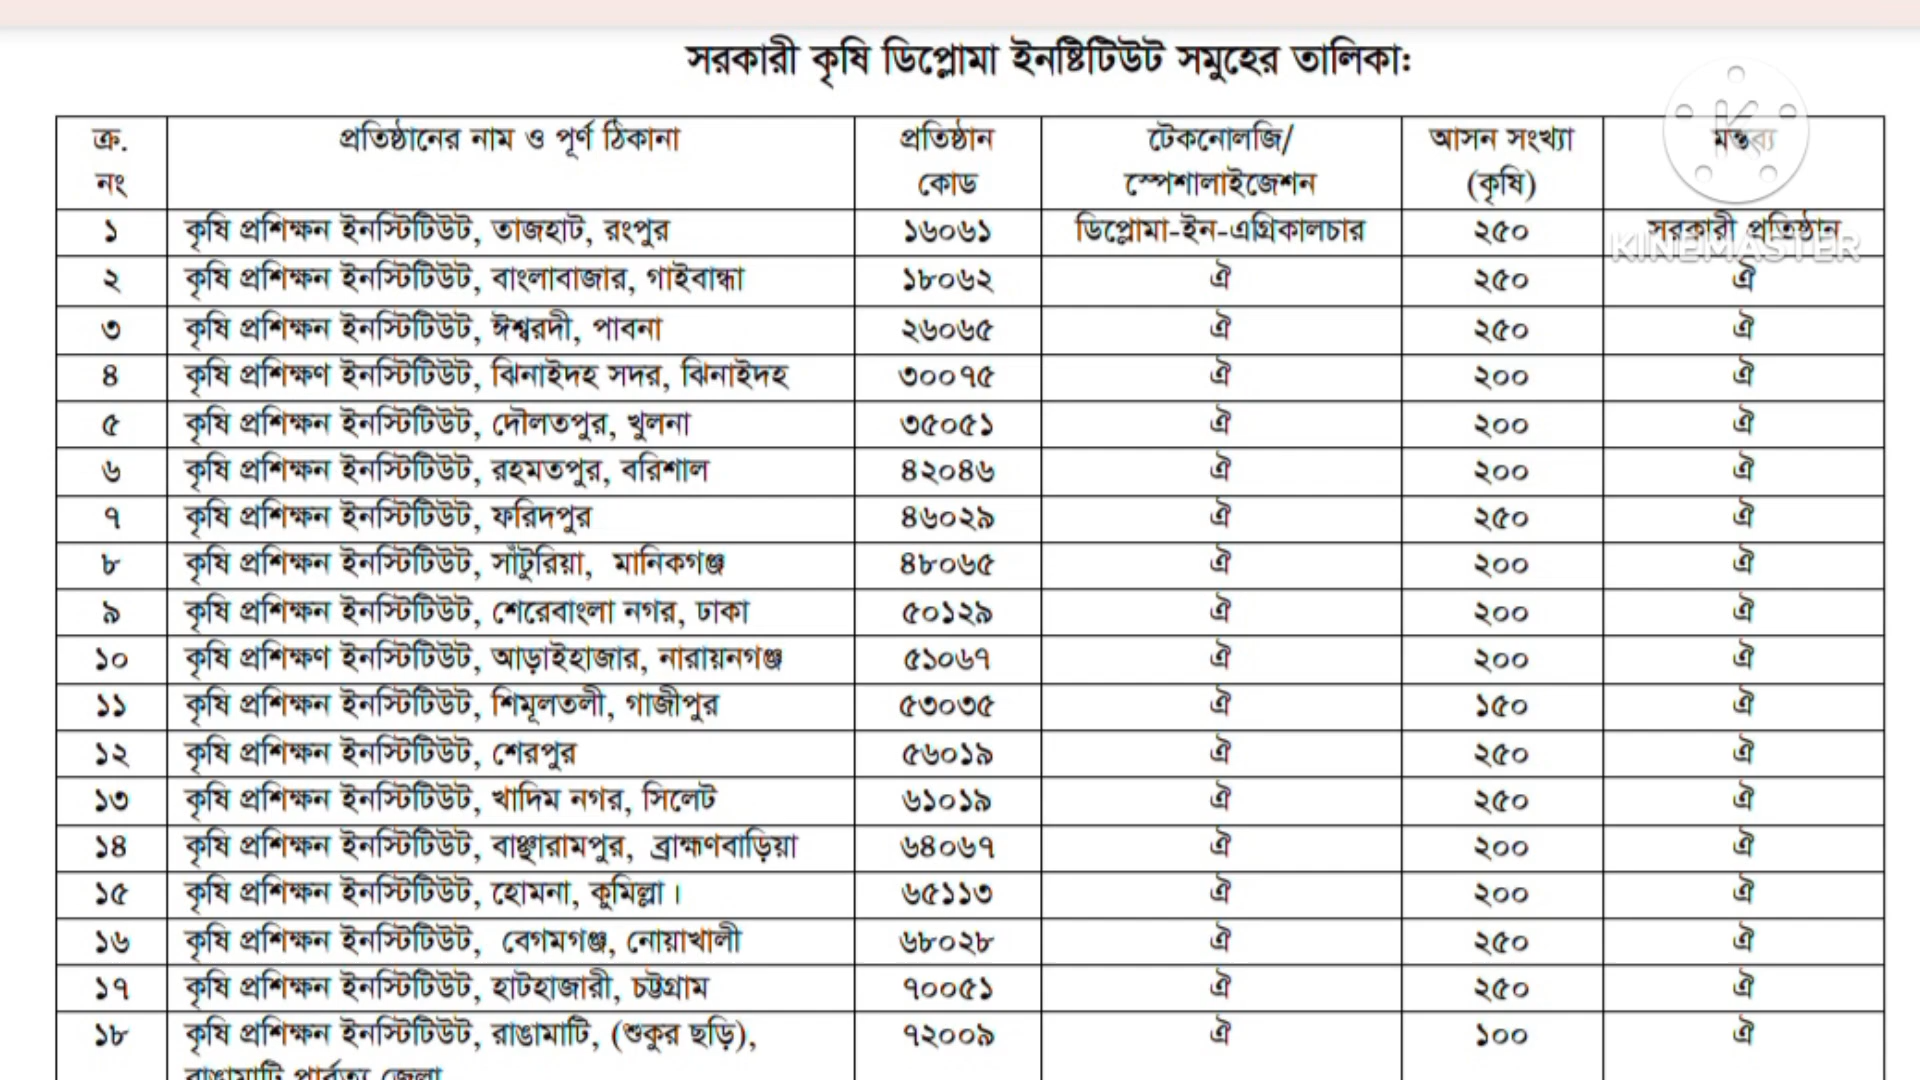 সরকারী কৃষি ডিপ্লোমা ইনষ্টিটিউট সমুহের তালিকা:
ক্র. নং প্রতিষ্ঠানের নাম ও পূর্ণ ঠিকানা প্রতিষ্ঠান কোড টেকনোলজি/ স্পেশালাইজেশন আসন সংখ্যা (কৃষি) মন্তব্য
১ কৃষি প্রশিক্ষন ইনস্টিটিউট, তাজহাট, রংপুর ১৬০৬১ ডিপ্লোমা-ইন-এগ্রিকালচার ২৫০ সরকারী প্রতিষ্ঠান
KINEMASTER
২ কৃষি প্রশিক্ষন ইনস্টিটিউট, বাংলাবাজার, গাইবান্ধা ১৮০৬২ ঐ ২৫০ ঐ
৩ কৃষি প্রশিক্ষন ইনস্টিটিউট, ঈশ্বরদী, পাবনা ২৬০৬৫ ঐ ২৫০ ঐ
৪ কৃষি প্রশিক্ষণ ইনস্টিটিউট, ঝিনাইদহ সদর, ঝিনাইদহ ৩০০৭৫ ঐ ২০০ ঐ
৫ কৃষি প্রশিক্ষন ইনস্টিটিউট, দৌলতপুর, খুলনা ৩৫০৫১ ঐ ২০০ ঐ
৬ কৃষি প্রশিক্ষন ইনস্টিটিউট, রহমতপুর, বরিশাল ৪২০৪৬ ঐ ২০০ ঐ
৭ কৃষি প্রশিক্ষন ইনস্টিটিউট, ফরিদপুর ৪৬০২৯ ঐ ২৫০ ঐ
৮ কৃষি প্রশিক্ষন ইনস্টিটিউট, সাঁটুরিয়া, মানিকগঞ্জ ৪৮০৬৫ ঐ ২০০ ঐ
৯ কৃষি প্রশিক্ষন ইনস্টিটিউট, শেরেবাংলা নগর, ঢাকা ৫০১২৯ ঐ ২০০ ঐ
১০ কৃষি প্রশিক্ষণ ইনস্টিটিউট, আড়াইহাজার, নারায়নগঞ্জ ৫১০৬৭ ঐ ২০০ ঐ
১১ কৃষি প্রশিক্ষন ইনস্টিটিউট, শিমূলতলী, গাজীপুর ৫৩০৩৫ ঐ ১৫০ ঐ
১২ কৃষি প্রশিক্ষন ইনস্টিটিউট, শেরপুর ৫৬০১৯ ঐ ২৫০ ঐ
১৩ কৃষি প্রশিক্ষন ইনস্টিটিউট, খাদিম নগর, সিলেট ৬১০১৯ ঐ ২৫০ ঐ
১৪ কৃষি প্রশিক্ষন ইনস্টিটিউট, বাঞ্ছারামপুর, ব্রাহ্মণবাড়িয়া ৬৪০৬৭ ঐ ২০০ ঐ
১৫ কৃষি প্রশিক্ষন ইনস্টিটিউট, হোমনা, কুমিল্লা। ৬৫১১৩ ঐ ২০০ ঐ
১৬ কৃষি প্রশিক্ষন ইনস্টিটিউট, বেগমগঞ্জ, নোয়াখালী ৬৮০২৮ ঐ ২৫০ ঐ
১৭ কৃষি প্রশিক্ষন ইনস্টিটিউট, হাটহাজারী, চট্টগ্রাম ৭০০৫১ ঐ ২৫০ ঐ
১৮ কৃষি প্রশিক্ষন ইনস্টিটিউট, রাঙামাটি, (শুকুর ছড়ি), ৭২০০৯ ঐ ১০০ ঐ
রাঙামাটি পার্বত্য জেলা